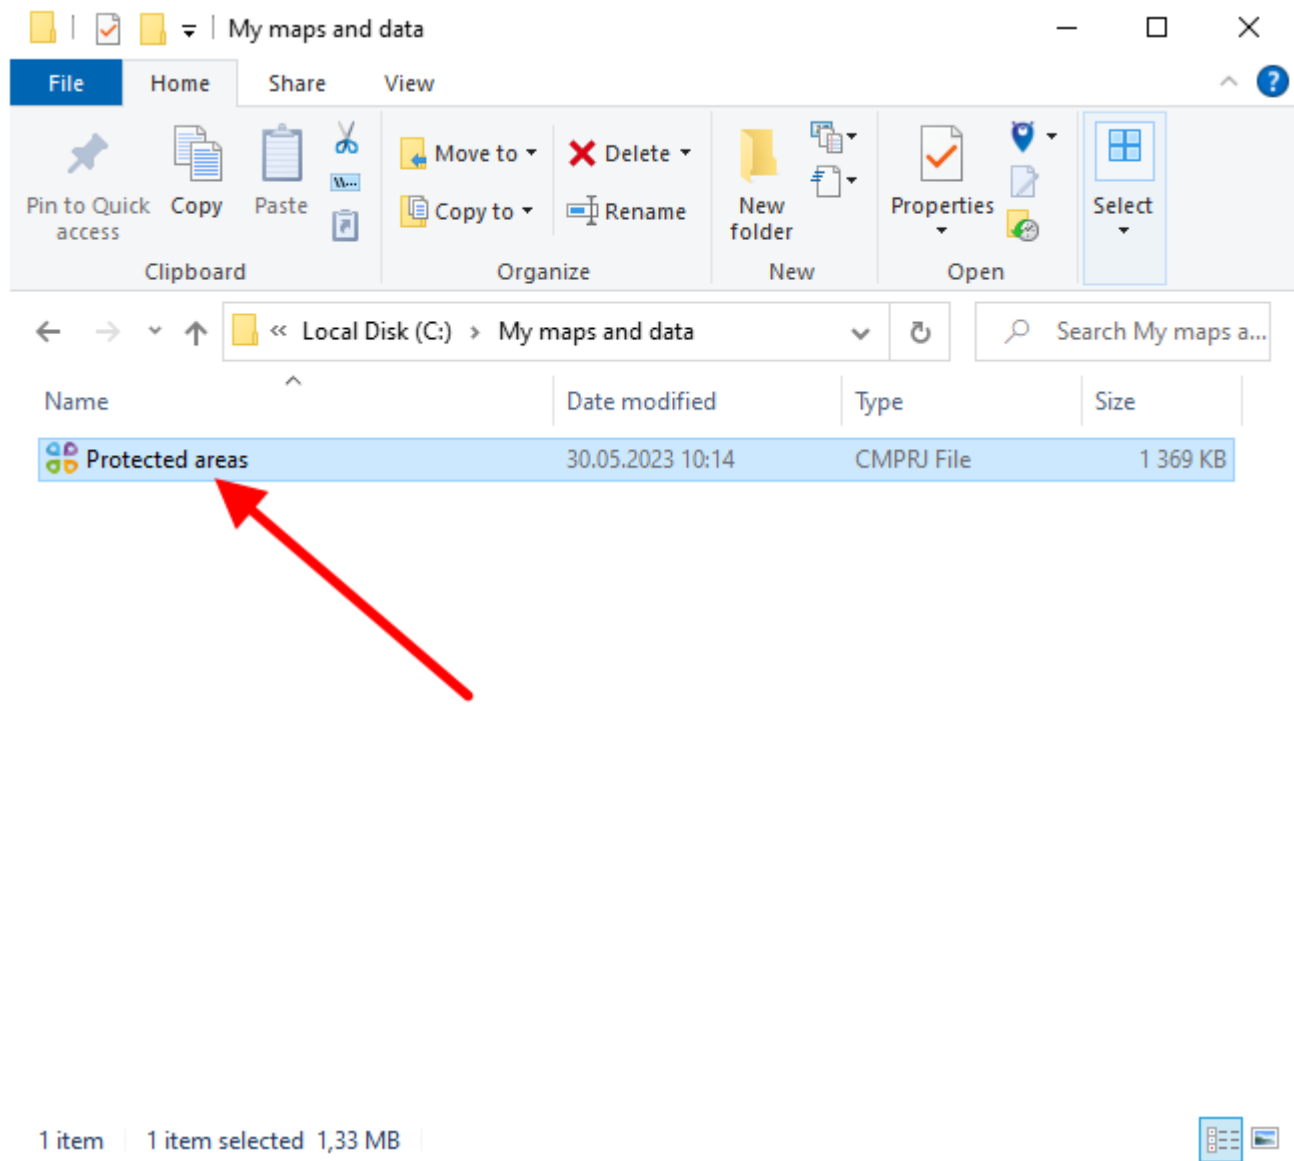 My maps and data
File Home Share View
Pin to Quick access
Copy
Paste
Move to
Copy to
Delete
Rename
New folder
Properties
Select
Clipboard Organize New Open
« Local Disk (C:) > My maps and data
Search My maps a...
Name Date modified Type Size
Protected areas 30.05.2023 10:14 CMPRJ File 1 369 KB
1 item 1 item selected 1,33 MB